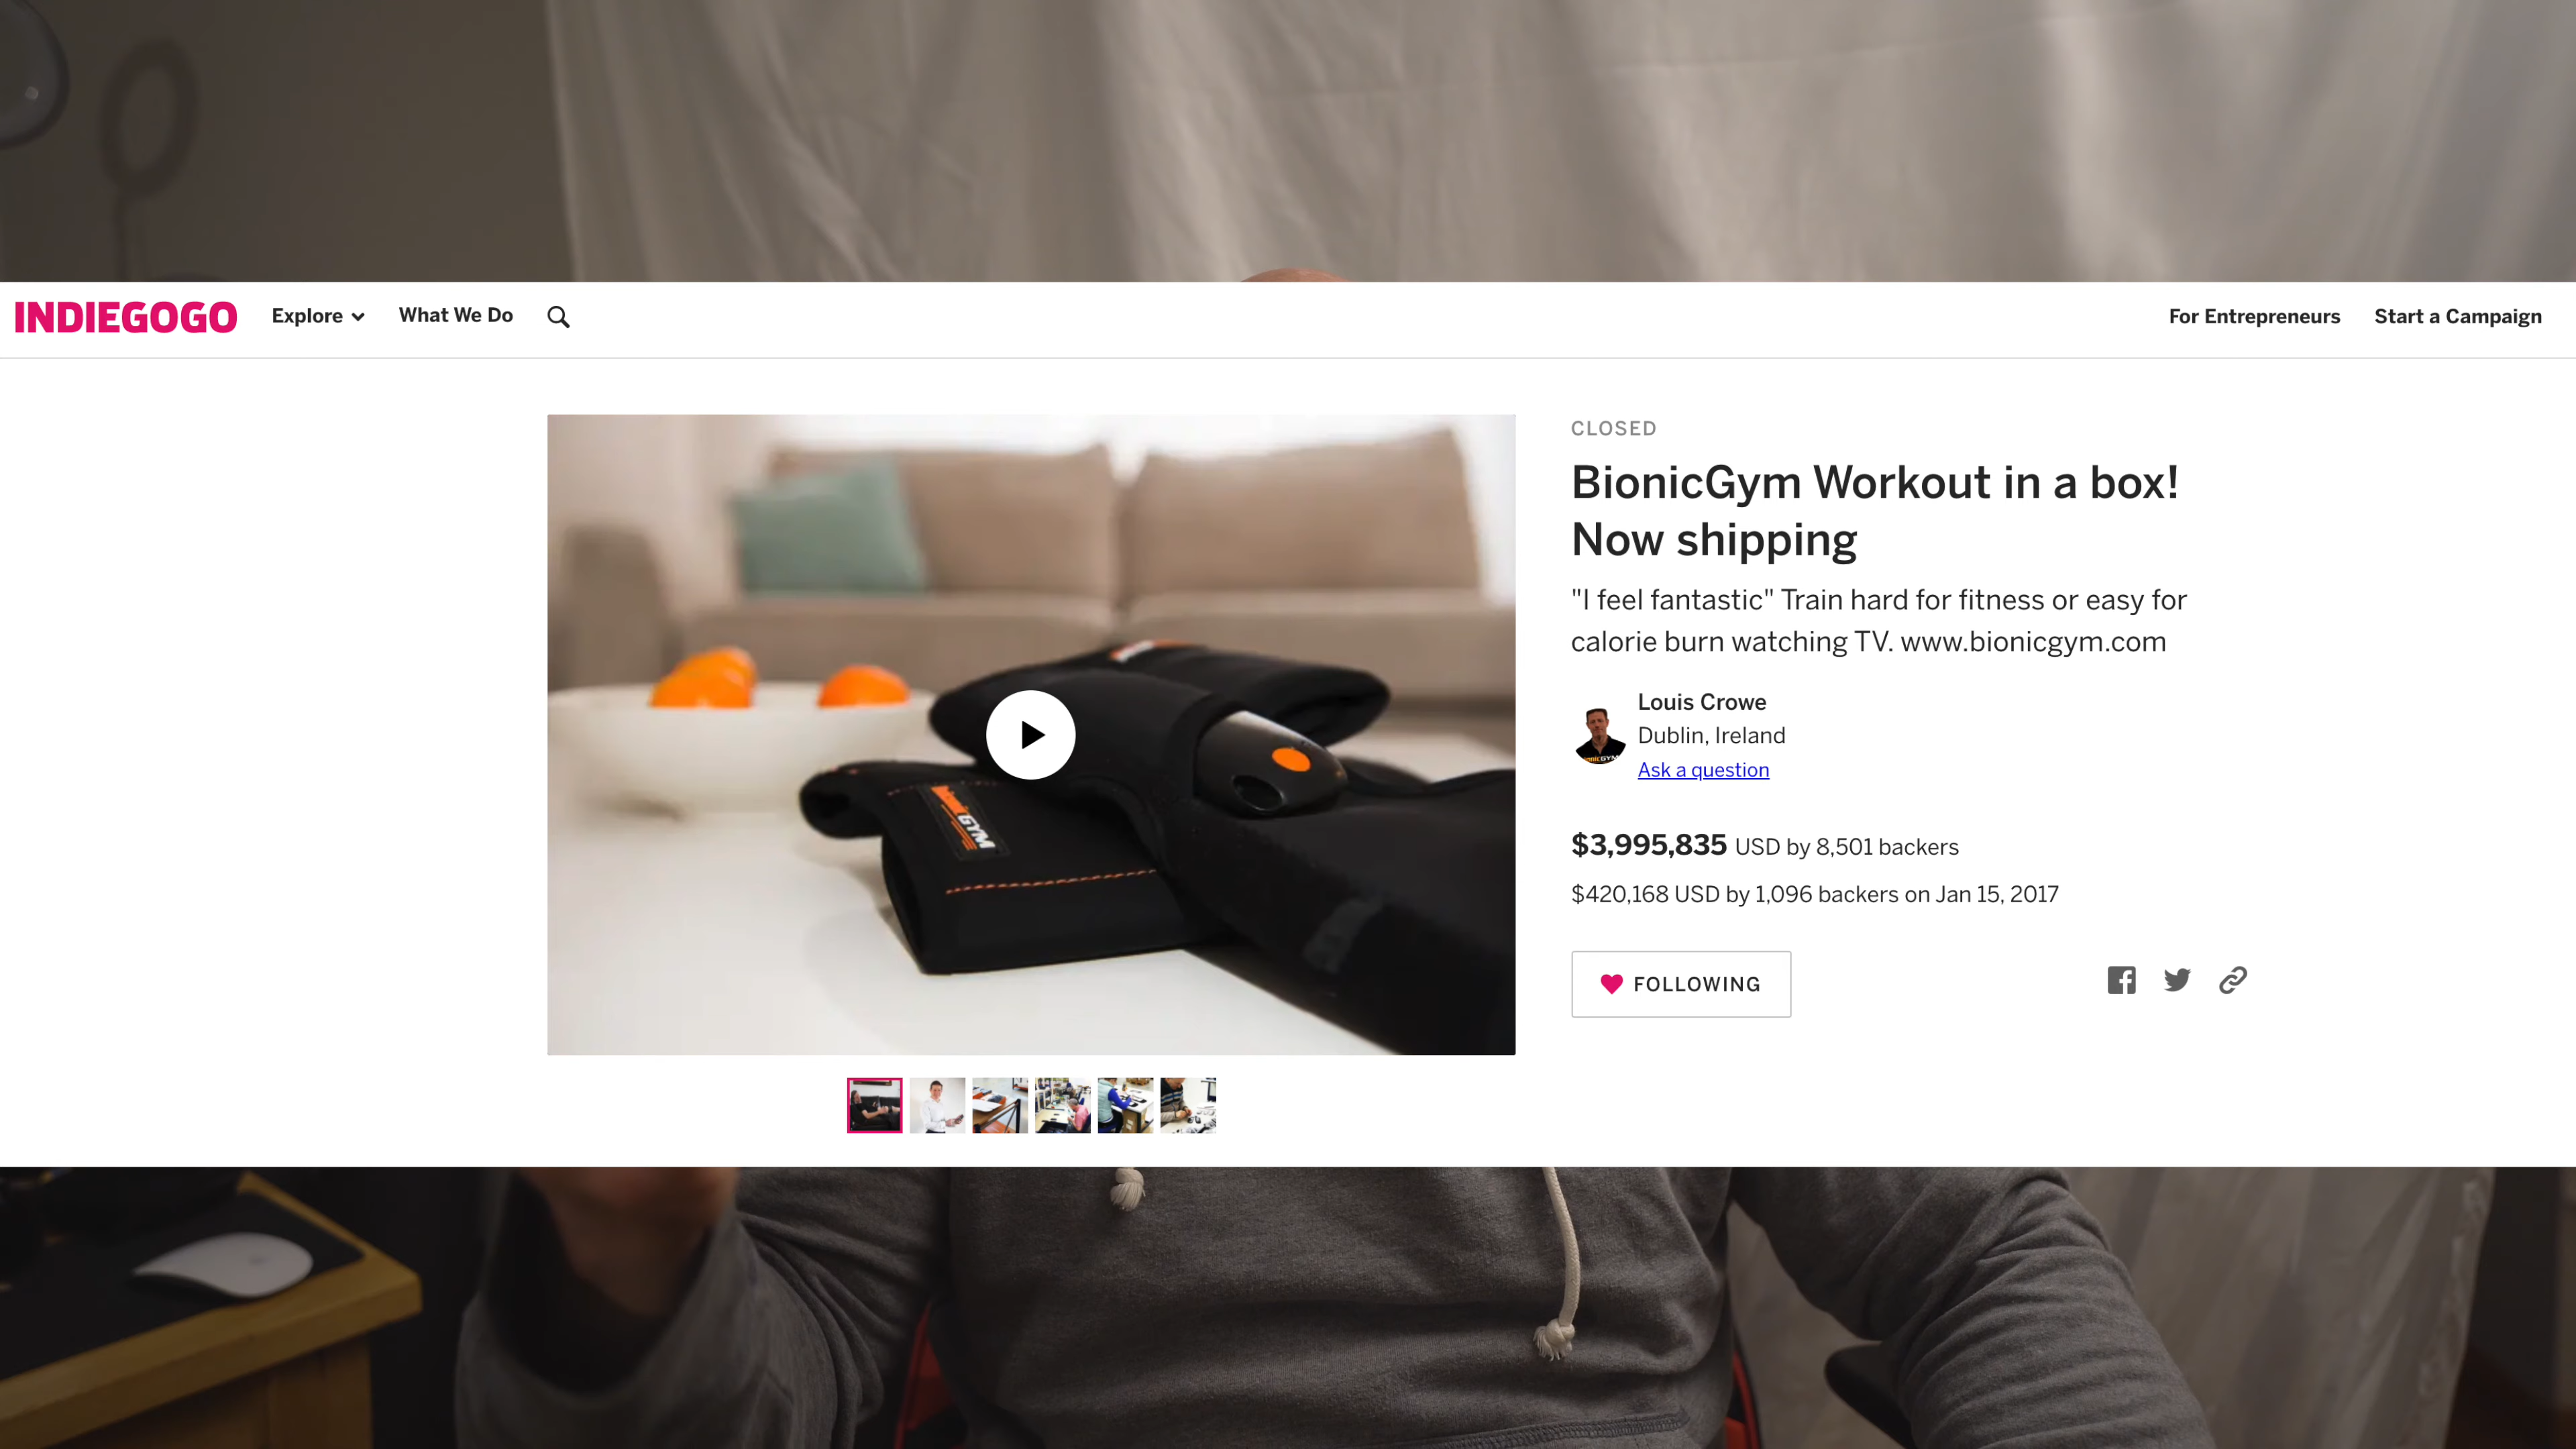 INDIEGOGO Explore What We Do For Entrepreneurs Start a Campaign
CLOSED
BionicGym Workout in a box!
Now shipping
"I feel fantastic" Train hard for fitness or easy for
calorie burn watching TV. www.bionicgym.com
Louis Crowe
Dublin, Ireland
Ask a question
$3,995,835 USD by 8,501 backers
$420,168 USD by 1,096 backers on Jan 15, 2017
FOLLOWING
bionicGYM